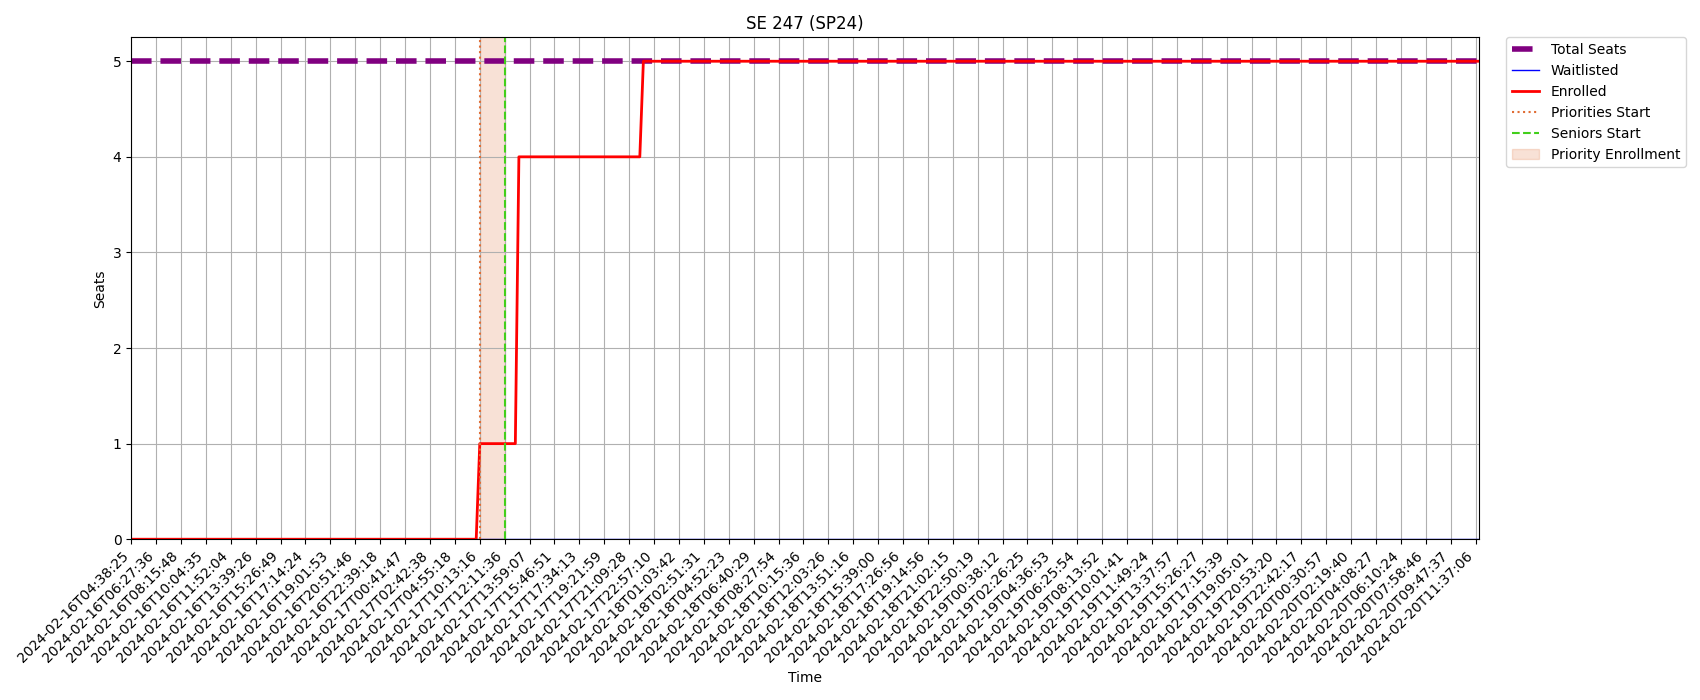 SE 247 (SP24)
Total Seats
Waitlisted
Enrolled
Priorities Start
Seniors Start
Priority Enrollment
Seats
5
4
3
2
1
0
2024-02-16T04:38:25
2024-02-16T06:27:36
2024-02-16T08:15:48
2024-02-16T10:04:35
2024-02-16T11:52:04
2024-02-16T13:39:26
2024-02-16T15:26:49
2024-02-16T17:14:24
2024-02-16T19:01:53
2024-02-16T20:51:46
2024-02-16T22:39:18
2024-02-17T00:41:47
2024-02-17T02:42:38
2024-02-17T04:55:18
2024-02-17T10:13:16
2024-02-17T12:11:36
2024-02-17T13:59:07
2024-02-17T15:46:51
2024-02-17T17:34:13
2024-02-17T19:21:59
2024-02-17T21:09:28
2024-02-17T22:57:10
2024-02-18T01:03:42
2024-02-18T02:51:31
2024-02-18T04:52:23
2024-02-18T06:40:29
2024-02-18T08:27:54
2024-02-18T10:15:36
2024-02-18T12:03:26
2024-02-18T13:51:16
2024-02-18T15:39:00
2024-02-18T17:26:56
2024-02-18T19:14:56
2024-02-18T21:02:15
2024-02-18T22:50:19
2024-02-19T00:38:12
2024-02-19T02:26:25
2024-02-19T04:36:53
2024-02-19T06:25:54
2024-02-19T08:13:52
2024-02-19T10:01:41
2024-02-19T11:49:24
2024-02-19T13:37:57
2024-02-19T15:26:27
2024-02-19T17:15:39
2024-02-19T19:05:01
2024-02-19T20:53:20
2024-02-19T22:42:17
2024-02-20T00:30:57
2024-02-20T02:19:40
2024-02-20T04:08:27
2024-02-20T06:10:24
2024-02-20T07:58:46
2024-02-20T09:47:37
2024-02-20T11:37:06
Time